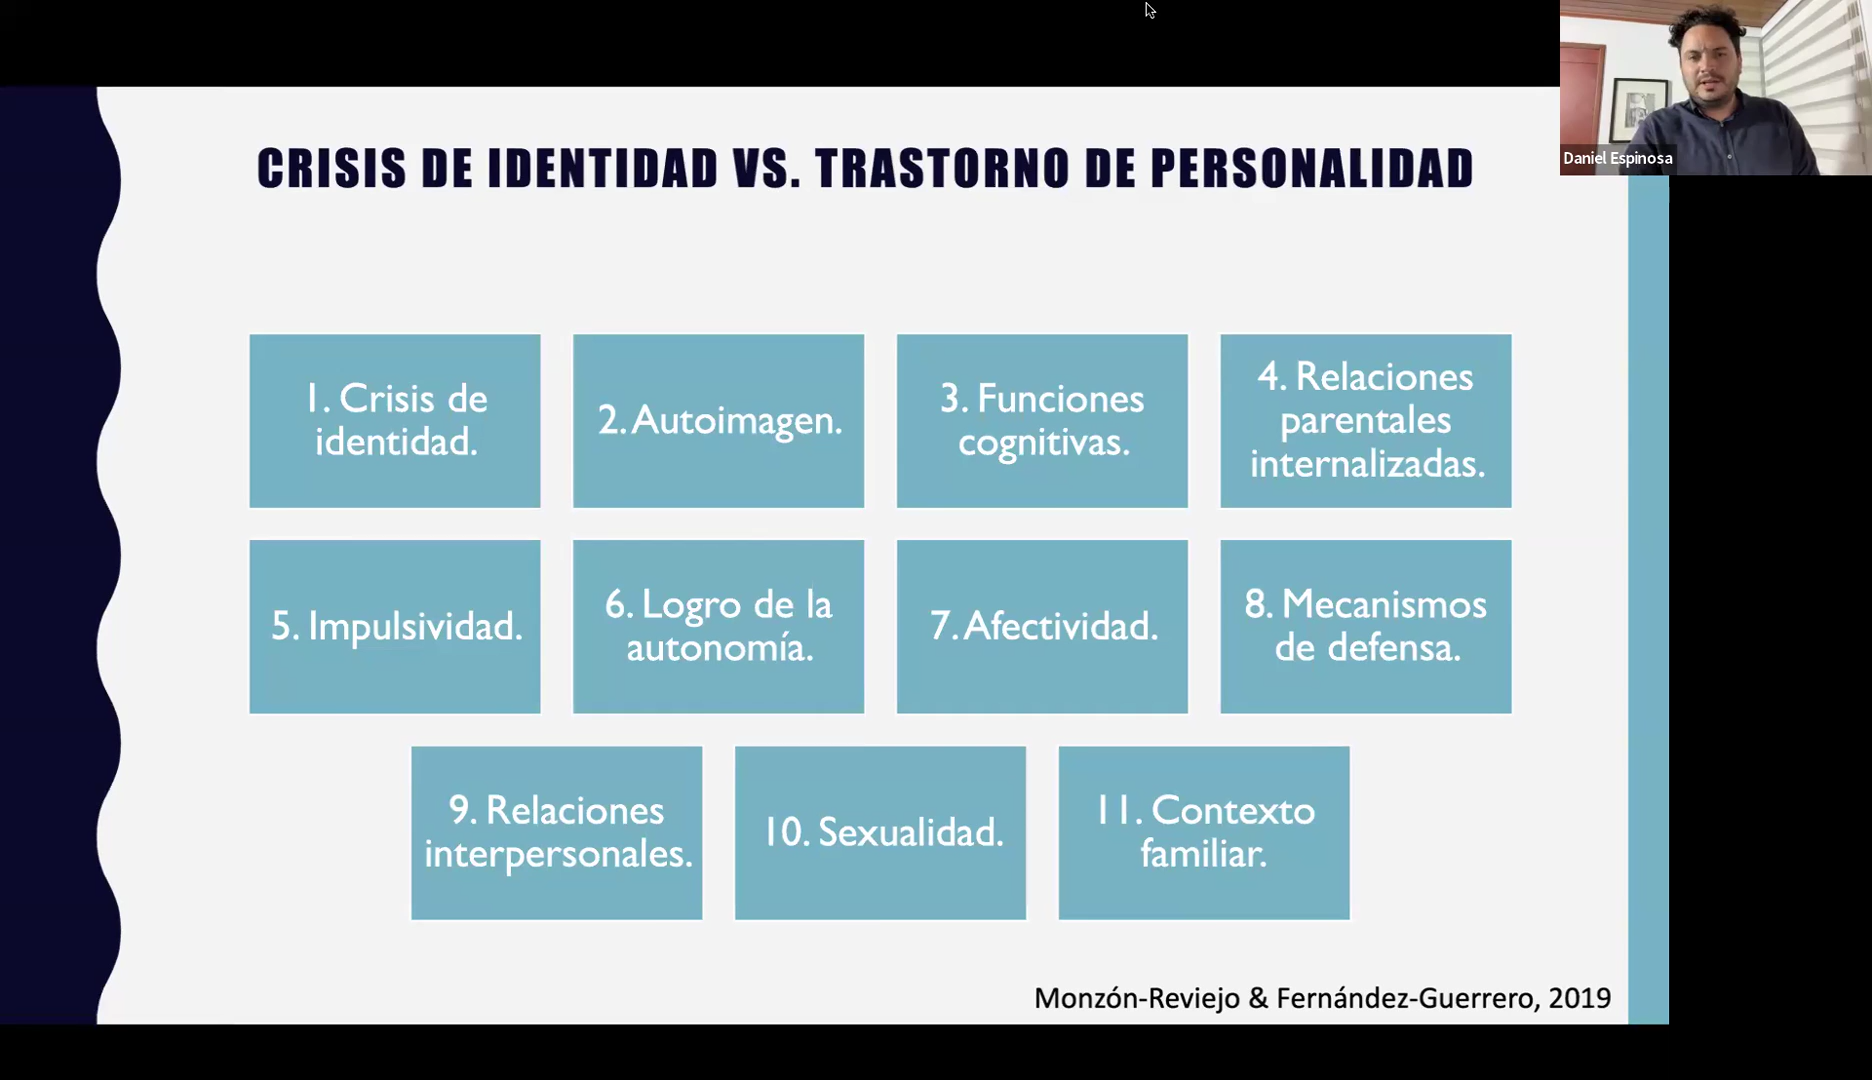 Daniel Espinosa
CRISIS DE IDENTIDAD VS. TRASTORNO DE PERSONALIDAD
1. Crisis de
identidad.
2. Autoimagen.
3. Funciones
cognitivas.
4. Relaciones
parentales
internalizadas.
5. Impulsividad.
6. Logro de la
autonomía.
7. Afectividad.
8. Mecanismos
de defensa.
9. Relaciones
interpersonales.
10. Sexualidad.
11. Contexto
familiar.
Monzón-Reviejo & Fernández-Guerrero, 2019